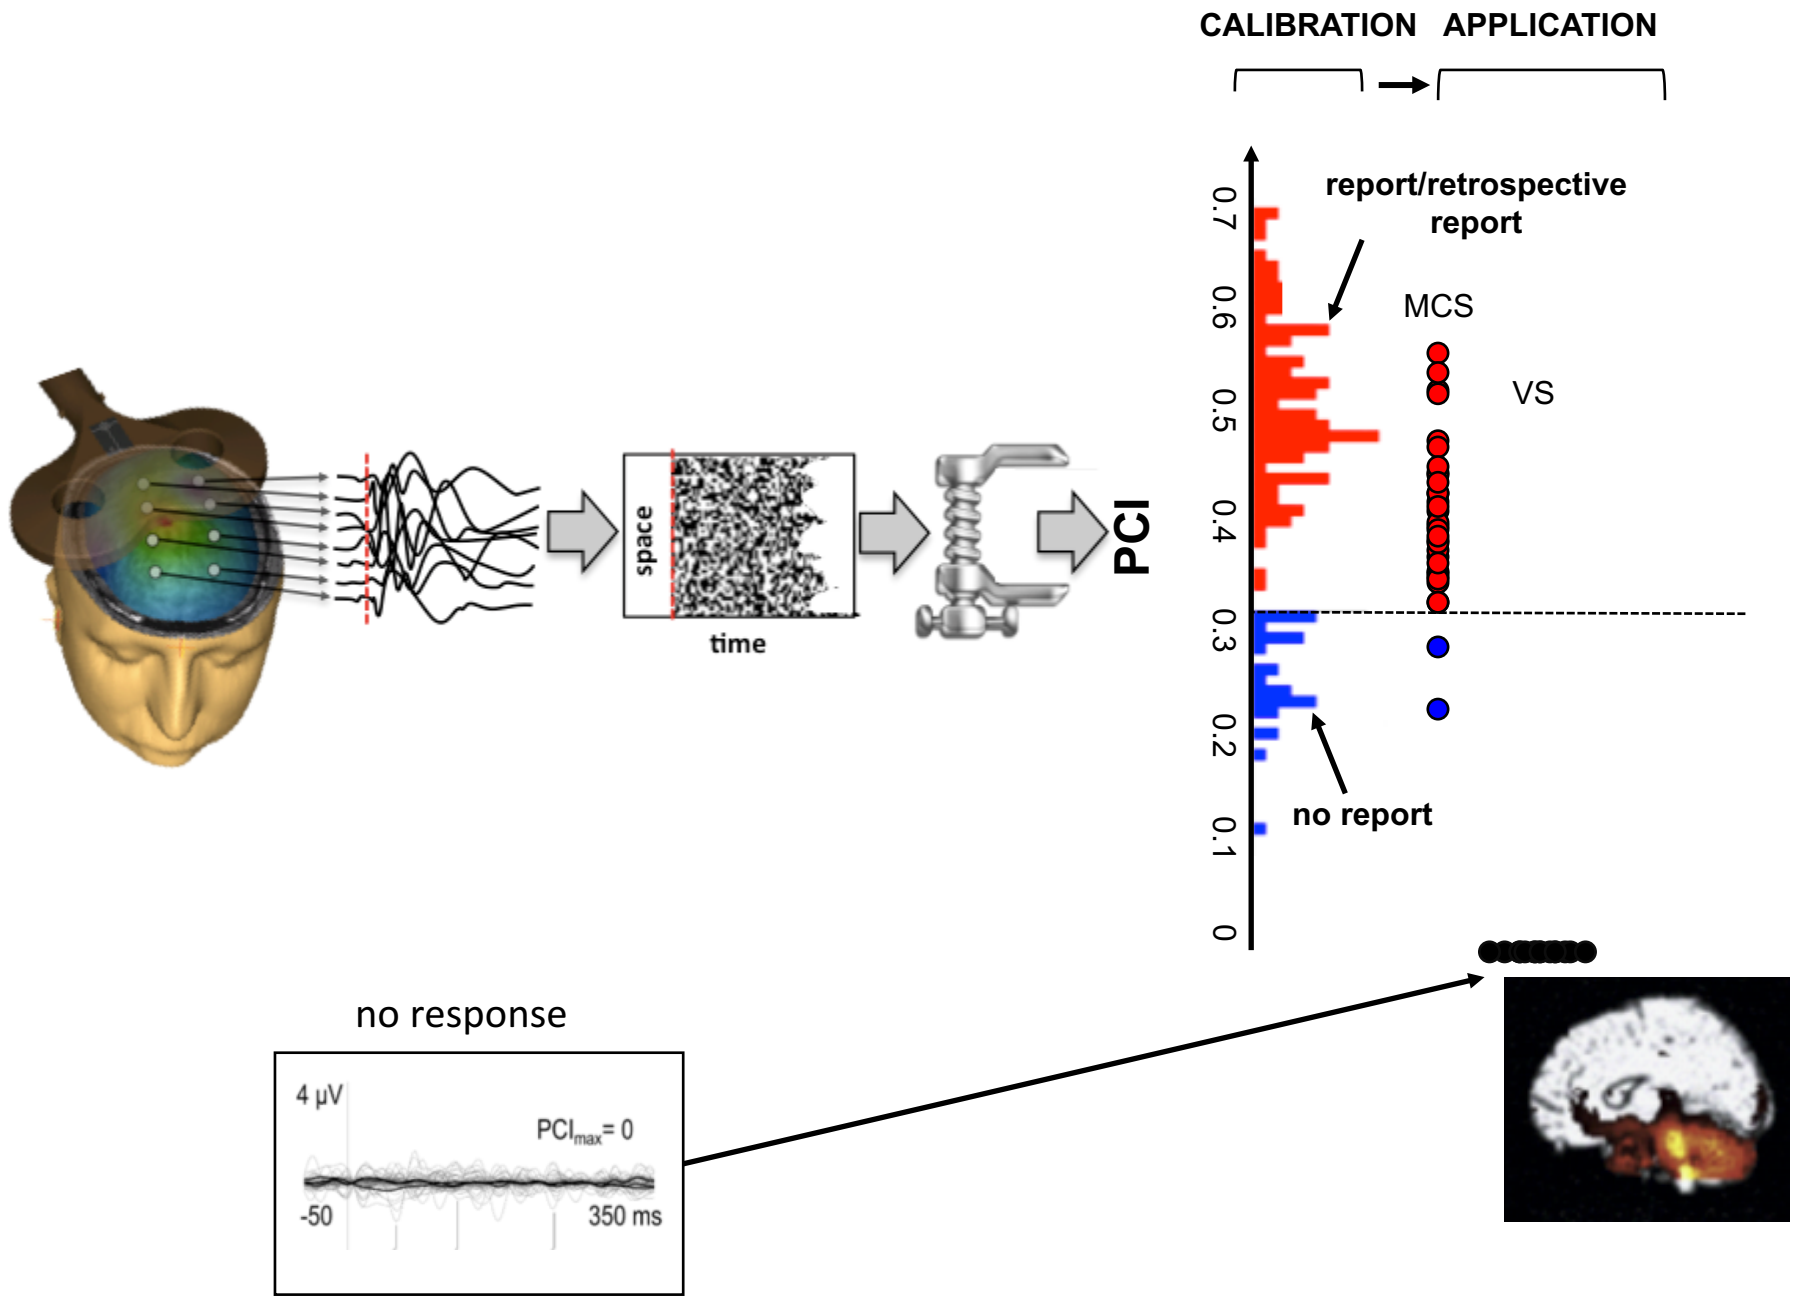 CALIBRATION APPLICATION
report/retrospective
report
MCS
VS
0.7
0.6
0.5
0.4
0.3
0.2
0.1
0
PCI
space
time
no report
no response
4 µV
PCImax= 0
-50
350 ms